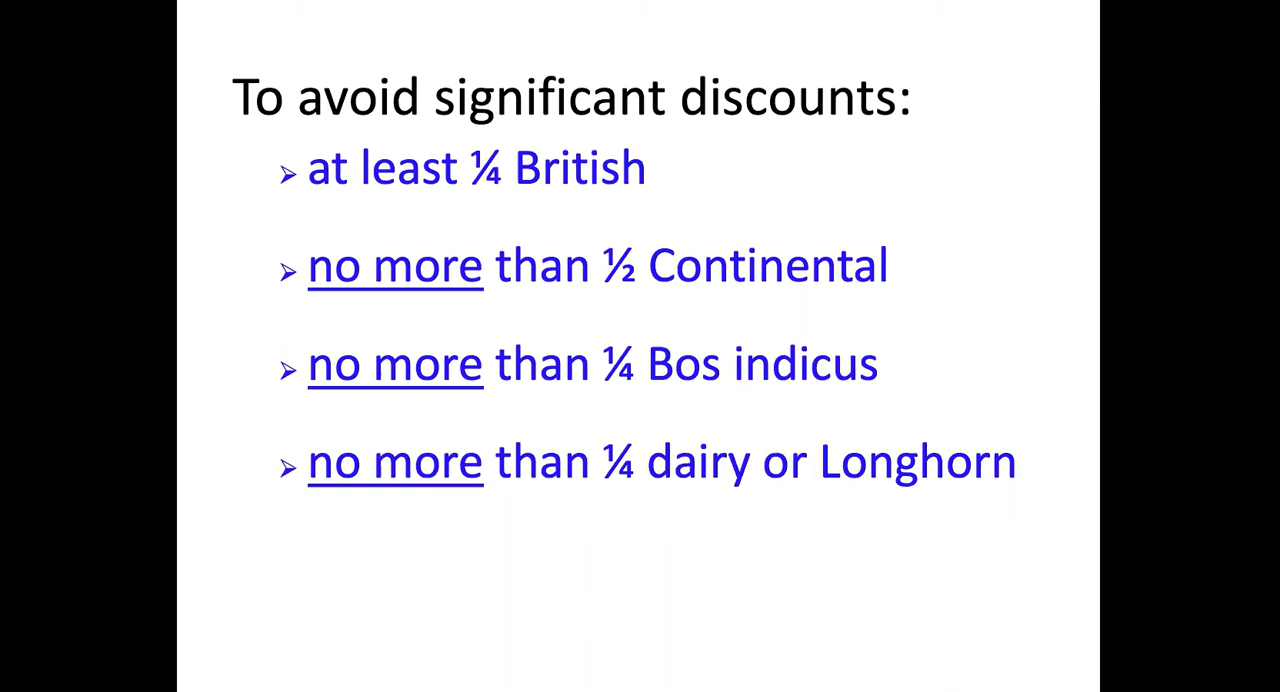 To avoid significant discounts:
➢ at least ¼ British
➢ no more than ½ Continental
➢ no more than ¼ Bos indicus
➢ no more than ¼ dairy or Longhorn